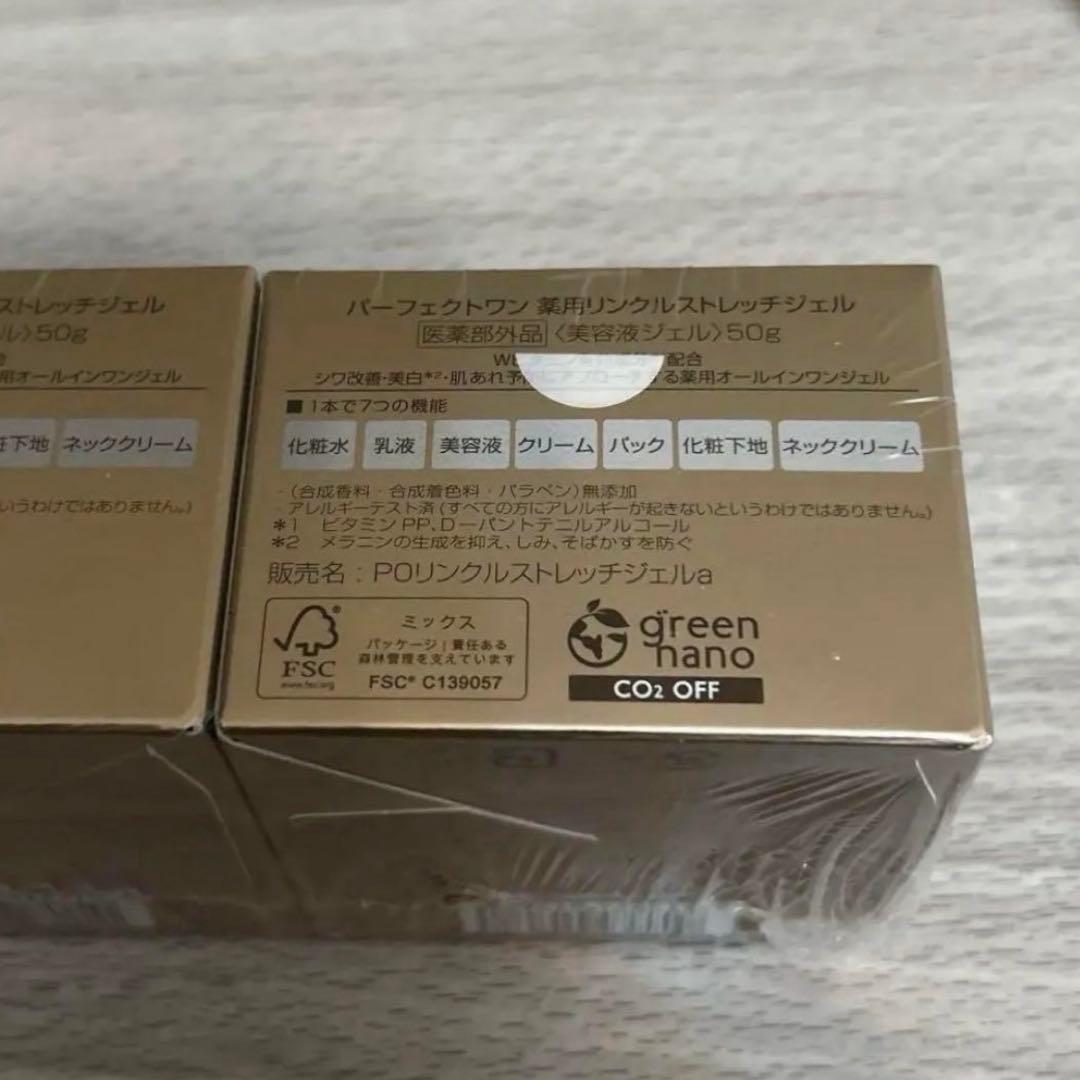 ストレッチジェル
ル〉50g
用オールインワンジェル
粧下地 ネッククリーム
いうわけではありません。)
パーフェクトワン 薬用リンクルストレッチジェル
医薬部外品 〈美容液ジェル〉50g
配合
シワ改善・美白*2・肌あれ予 る薬用オールインワンジェル
■1本で7つの機能
化粧水 乳液 美容液 クリーム パック 化粧下地 ネッククリーム
・(合成香料・合成着色料・パラベン)無添加
・アレルギーテスト済(すべての方にアレルギーが起きないというわけではありません。)
*1 ビタミンPP、D-パントテニルアルコール
*2 メラニンの生成を抑え、しみ、そばかすを防ぐ
販売名:POリンクルストレッチジェルa
FSC®
www.fsc.org
ミックス
パッケージ|責任ある
森林管理を支えています
FSC® C139057
green
nano
CO2 OFF